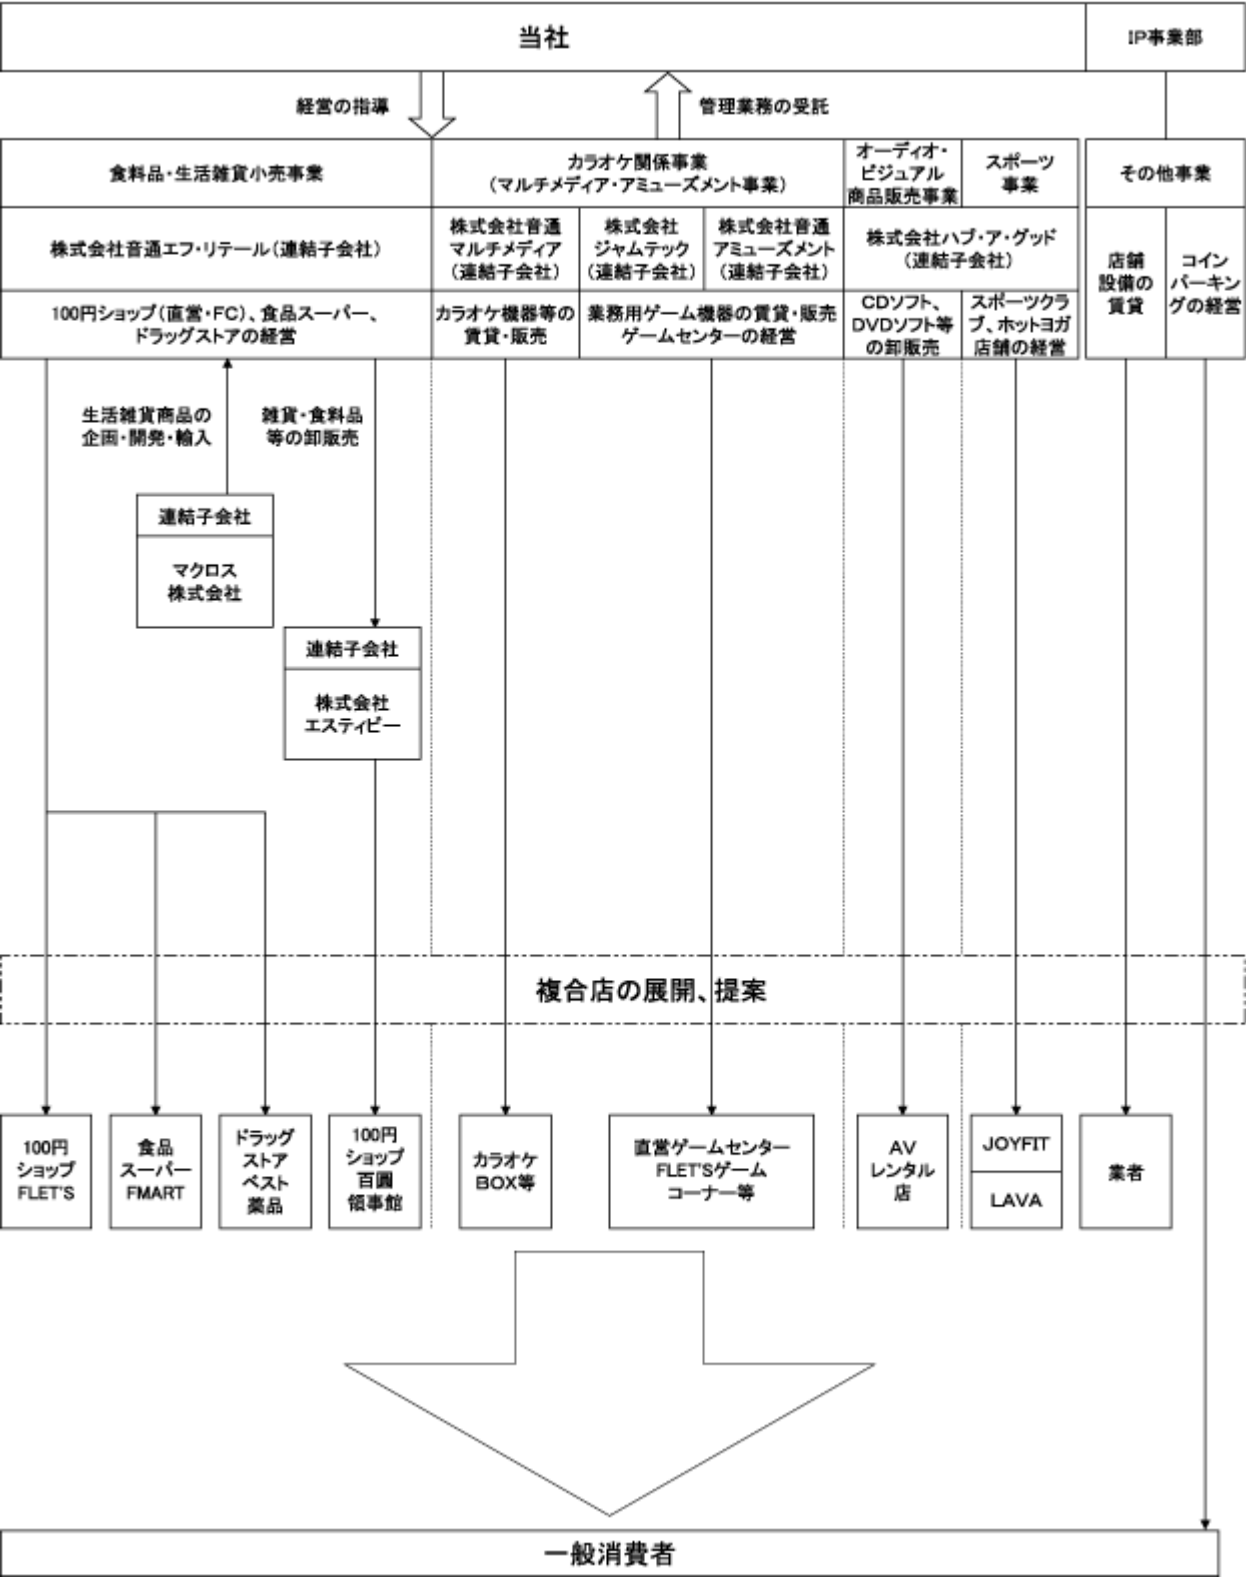 当社
IP事業部
経営の指導
管理業務の受託
食料品・生活雑貨小売事業
カラオケ関係事業
（マルチメディア・アミューズメント事業）
オーディオ・
ビジュアル
商品販売事業
スポーツ
事業
その他事業
株式会社音通エフ・リテール（連結子会社）
株式会社音通
マルチメディア
（連結子会社）
株式会社
ジャムテック
（連結子会社）
株式会社音通
アミューズメント
（連結子会社）
株式会社ハブ・ア・グッド
（連結子会社）
店舗
設備の
賃貸
コイン
パーキン
グの経営
100円ショップ（直営・FC）、食品スーパー、
ドラッグストアの経営
カラオケ機器等の
賃貸・販売
業務用ゲーム機器の賃貸・販売
ゲームセンターの経営
CDソフト、
DVDソフト等
の卸販売
スポーツクラ
ブ、ホットヨガ
店舗の経営
生活雑貨商品の
企画・開発・輸入
雑貨・食料品
等の卸販売
連結子会社
マクロス
株式会社
連結子会社
株式会社
エスティビー
複合店の展開、提案
100円
ショップ
FLET'S
食品
スーパー
FMART
ドラッグ
ストア
ベスト
薬品
100円
ショップ
百圓
領事館
カラオケ
BOX等
直営ゲームセンター
FLET'Sゲーム
コーナー等
AV
レンタル
店
JOYFIT
LAVA
業者
一般消費者